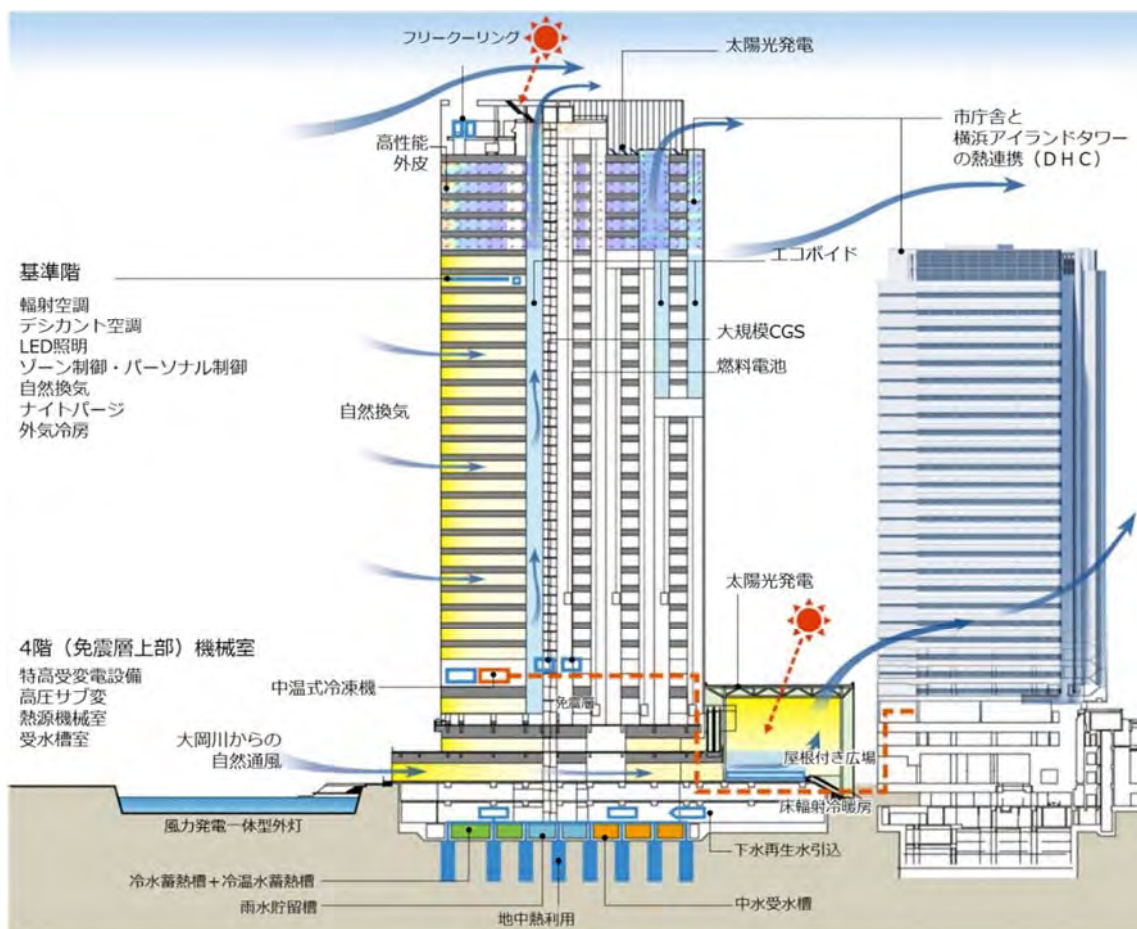 フリークーリング
太陽光発電
市庁舎と
横浜アイランドタワー
の熱連携（ＤＨＣ）
高性能
外皮
エコボイド
基準階
輻射空調
デシカント空調
LED照明
ゾーン制御・パーソナル制御
自然換気
ナイトパージ
外気冷房
大規模CGS
燃料電池
自然換気
太陽光発電
4階（免震層上部）機械室
特高受変電設備
高圧サブ変
熱源機械室
受水槽室
中温式冷凍機
免震層
大岡川からの
自然通風
屋根付き広場
床輻射冷暖房
風力発電一体型外灯
下水再生水引込
冷水蓄熱槽＋冷温水蓄熱槽
雨水貯留槽
地中熱利用
中水受水槽